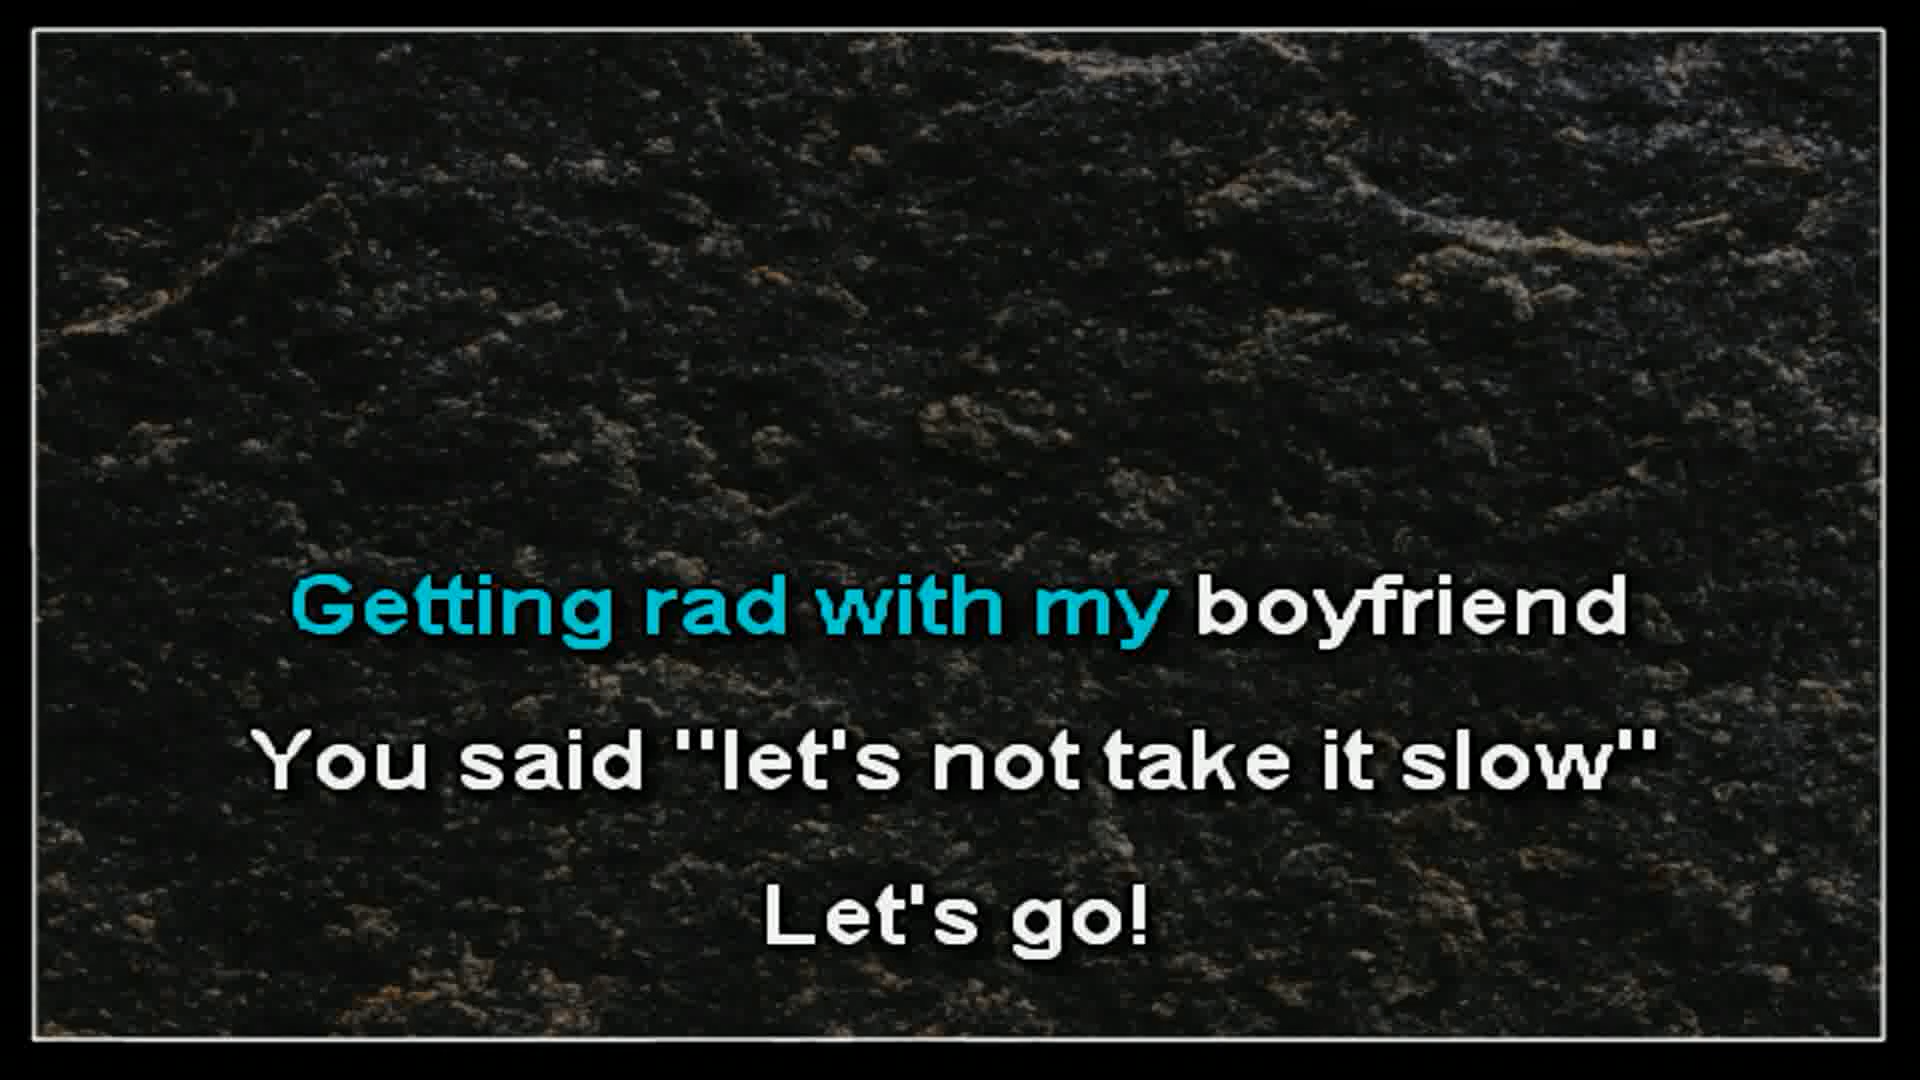 Getting rad with my boyfriend
You said "let's not take it slow"
Let's go!